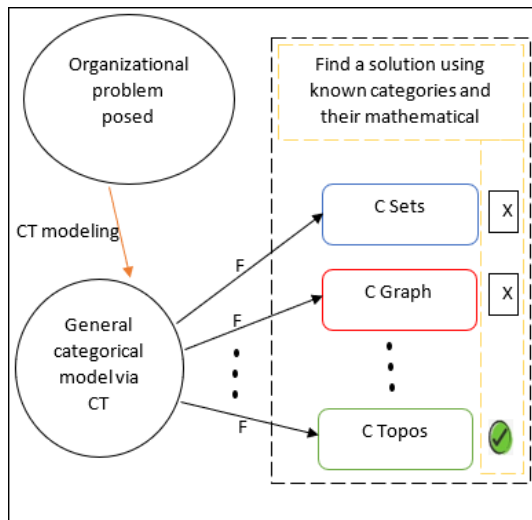 Organizational
problem
posed
Find a solution using
known categories and
their mathematical
CT modeling
C Sets
X
F
C Graph
X
F
General
categorical
model via
CT
F
C Topos